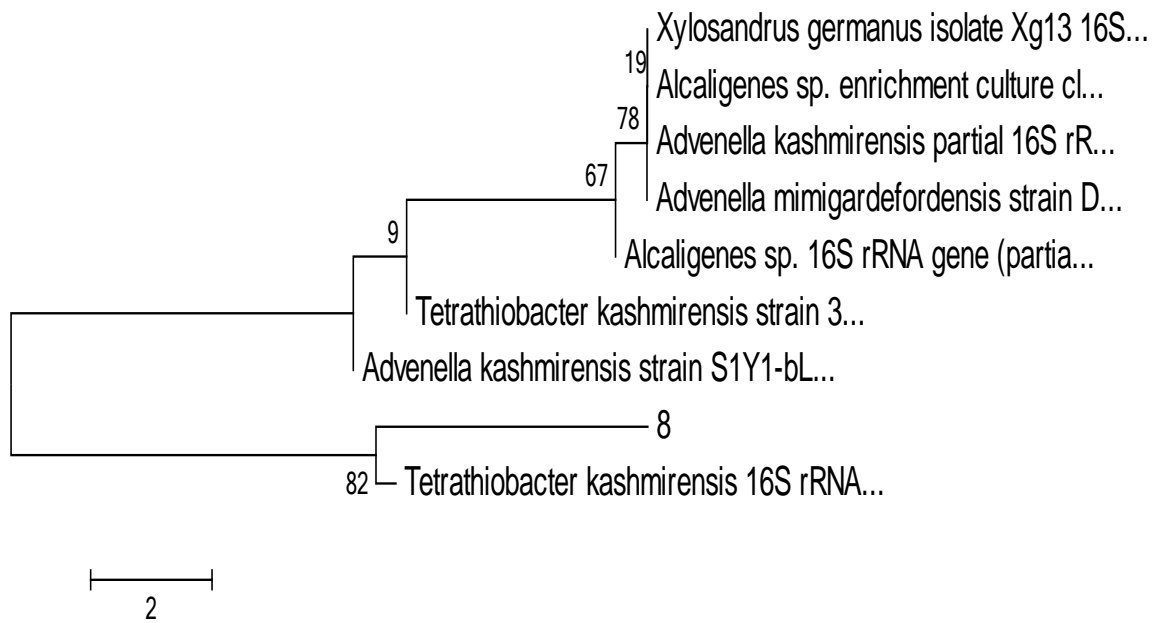 Xylosandrus germanus isolate Xg13 16S...
19
Alcaligenes sp. enrichment culture cl...
78
Advenella kashmirensis partial 16S rR...
67
Advenella mimigardefordensis strain D...
9
Alcaligenes sp. 16S rRNA gene (partia...
Tetrathiobacter kashmirensis strain 3...
Advenella kashmirensis strain S1Y1-bL...
8
82
Tetrathiobacter kashmirensis 16S rRNA...
2